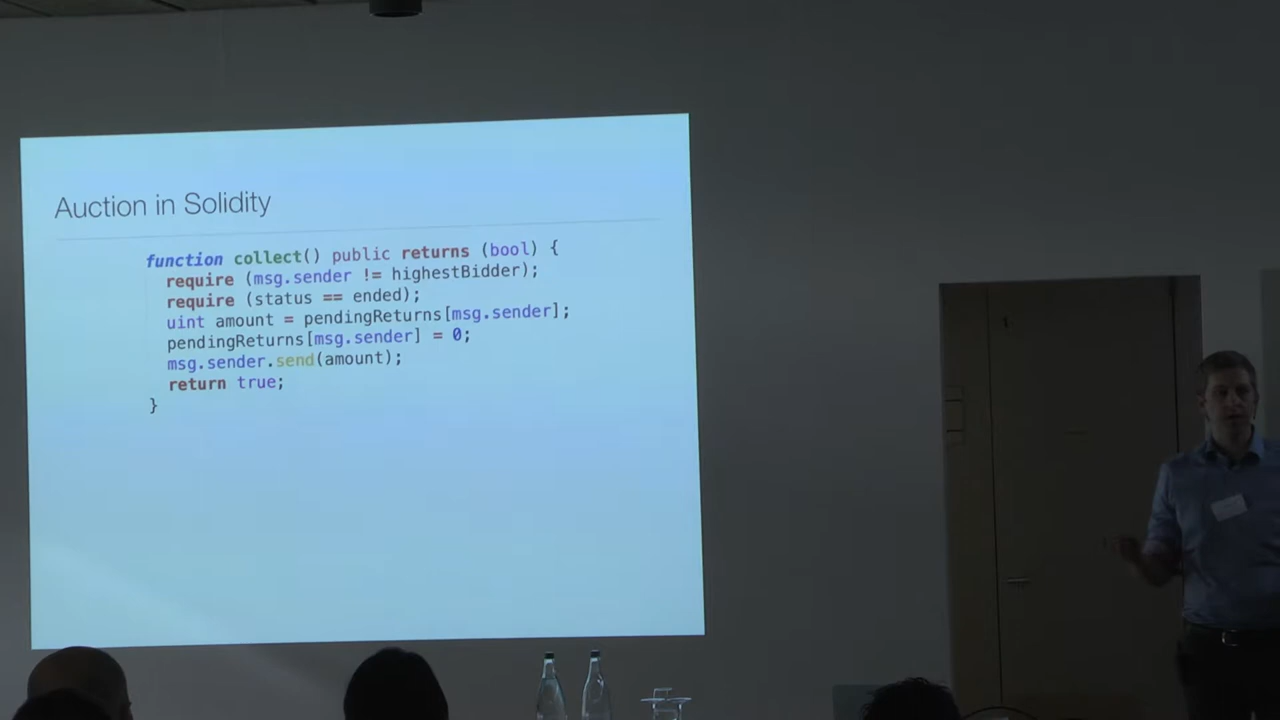 Auction in Solidity
function collect() public returns (bool) {
require (msg.sender != highestBidder);
require (status == ended);
uint amount = pendingReturns[msg.sender];
pendingReturns[msg.sender] = 0;
msg.sender.send(amount);
return true;
}